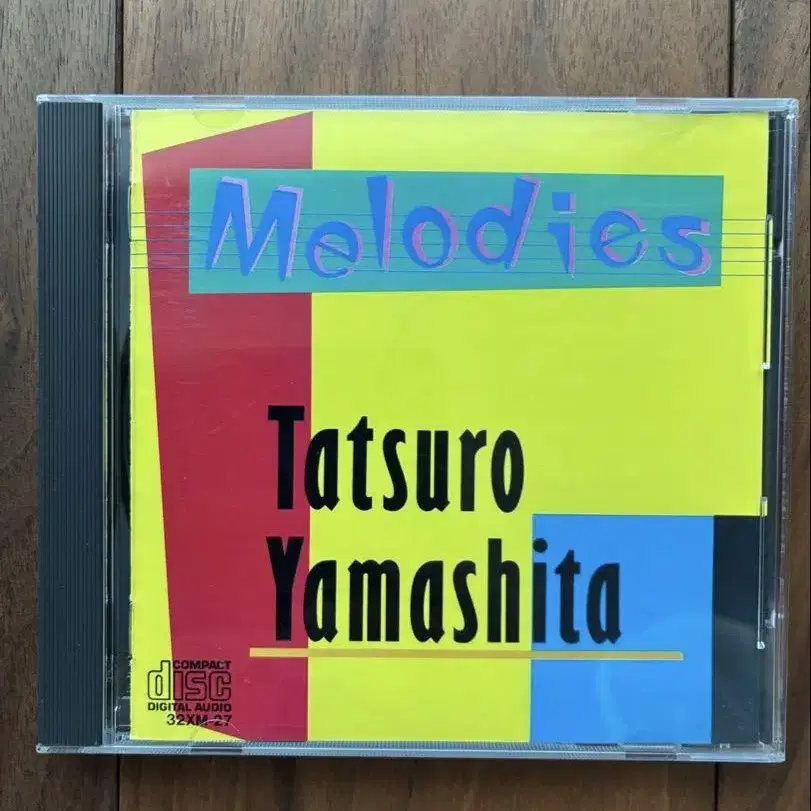 Melodies
Tatsuro
Yamashita
COMPACT
disc
DIGITAL AUDIO
32XM-27